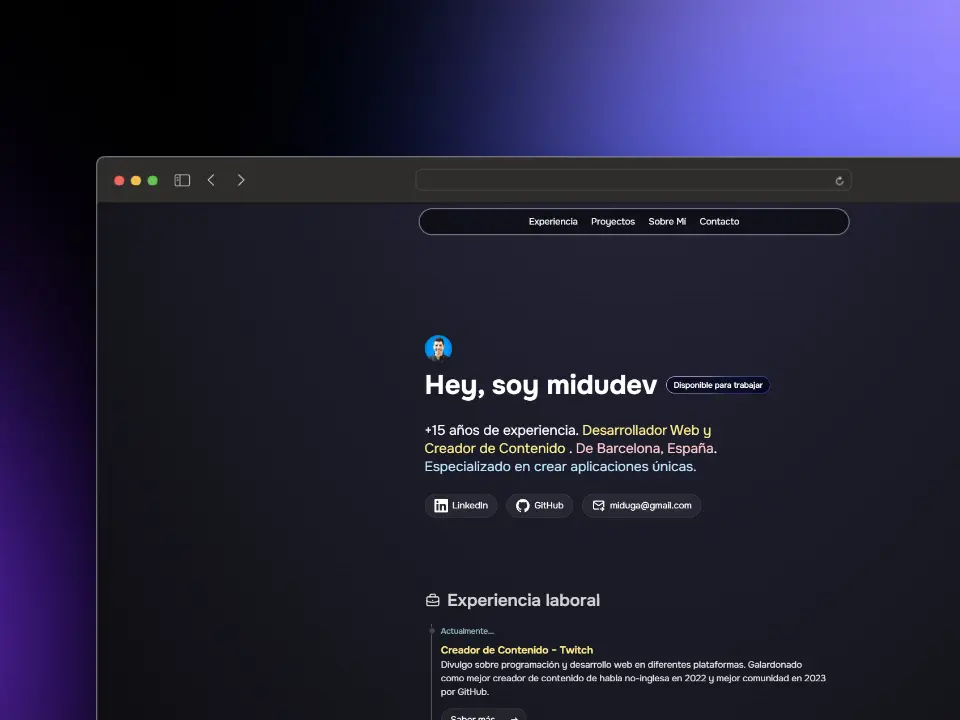 Experiencia Proyectos Sobre Mí Contacto
Hey, soy midudev Disponible para trabajar
+15 años de experiencia. Desarrollador Web y
Creador de Contenido . De Barcelona, España.
Especializado en crear aplicaciones únicas.
LinkedIn GitHub miduga@gmail.com
Experiencia laboral
Actualmente...
Creador de Contenido - Twitch
Divulgo sobre programación y desarrollo web en diferentes plataformas. Galardonado
como mejor creador de contenido de habla no-inglesa en 2022 y mejor comunidad en 2023
por GitHub.
Saber más